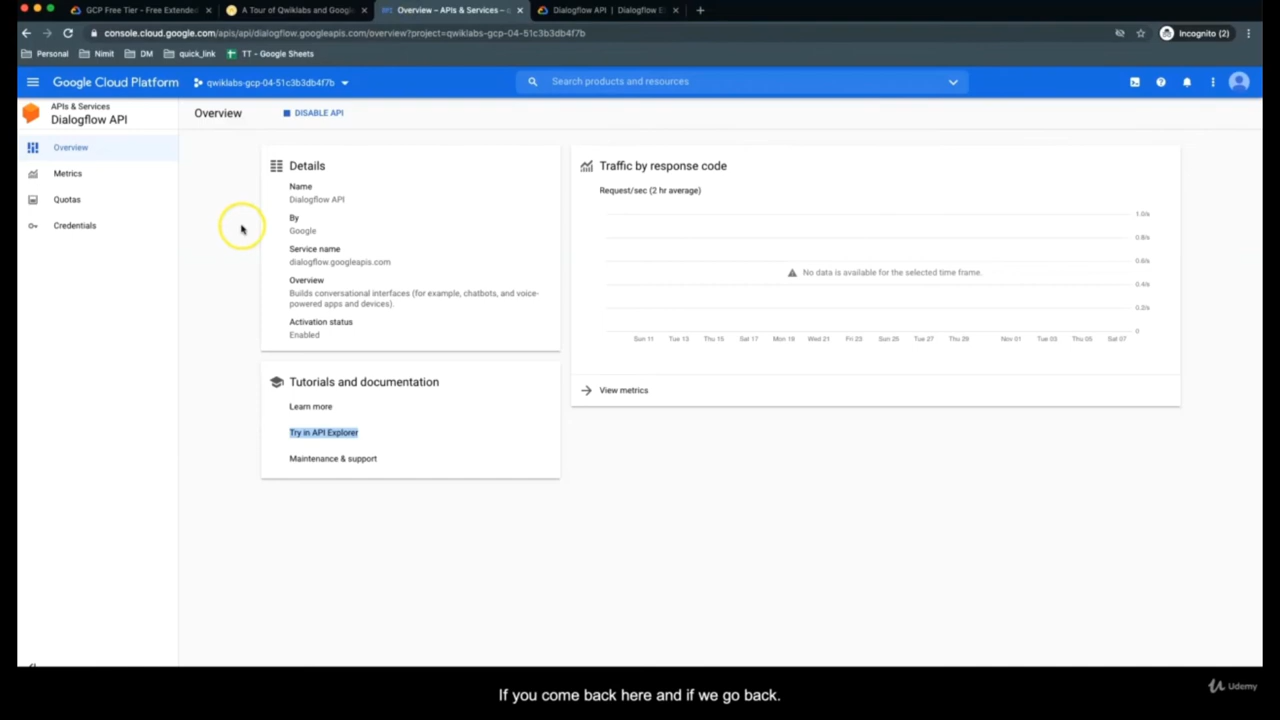 GCP Free Tier - Free Extended
A Tour of Qwiklabs and Google
Overview – APIs & Services –
Dialogflow API | Dialogflow E
console.cloud.google.com/apis/api/dialogflow.googleapis.com/overview?project=qwiklabs-gcp-04-51c3b3db4f7b
Incognito (2)
Personal
Nimit
DM
quick_link
TT - Google Sheets
Google Cloud Platform
qwiklabs-gcp-04-51c3b3db4f7b
Search products and resources
APIs & Services
Dialogflow API
Overview
DISABLE API
Overview
Metrics
Quotas
Credentials
Details
Name
Dialogflow API
By
Google
Service name
dialogflow.googleapis.com
Overview
Builds conversational interfaces (for example, chatbots, and voice-
powered apps and devices).
Activation status
Enabled
Tutorials and documentation
Learn more
Try in API Explorer
Maintenance & support
Traffic by response code
Request/sec (2 hr average)
1.0/s
0.8/s
0.6/s
No data is available for the selected time frame.
0.4/s
0.2/s
0
Sun 11 Tue 13 Thu 15 Sat 17 Mon 19 Wed 21 Fri 23 Sun 25 Tue 27 Thu 29 Nov 01 Tue 03 Thu 05 Sat 07
View metrics
If you come back here and if we go back.
Udemy